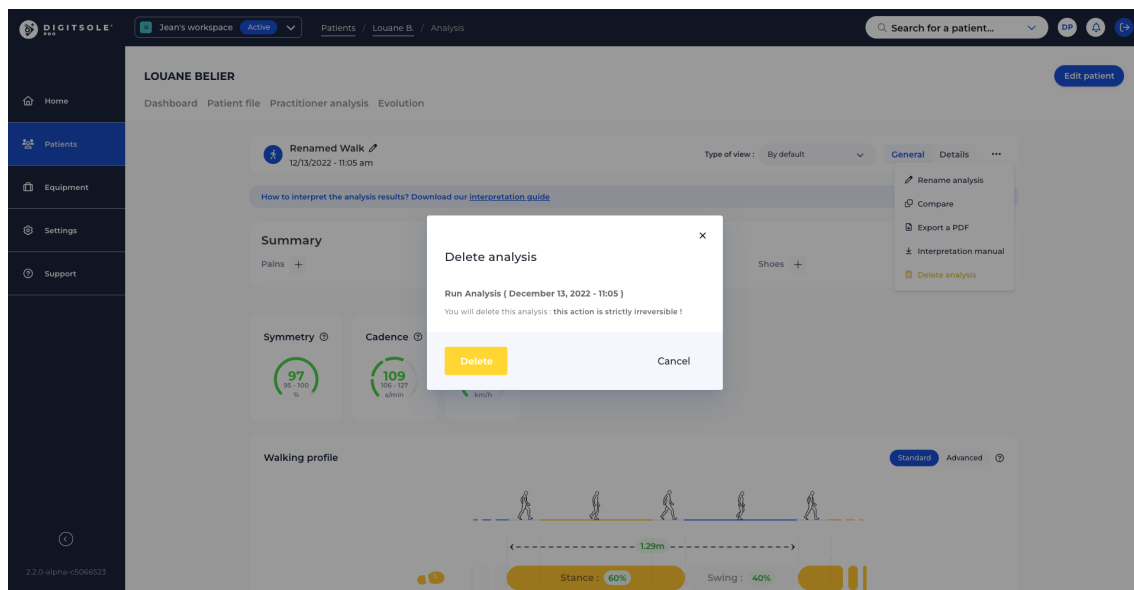 DIGITSOLE
PRO
Jean's workspace Active
Patients / Louane B. / Analysis
Search for a patient...
DP
LOUANE BELIER
Edit patient
Dashboard Patient file Practitioner analysis Evolution
Home
Patients
Equipment
Settings
Support
2.2.0-alpha-c5066523
Renamed Walk
12/13/2022 - 11:05 am
Type of view : By default
General Details ...
Rename analysis
Compare
Export a PDF
Interpretation manual
Delete analysis
How to interpret the analysis results? Download our interpretation guide
Summary
Pains +
Shoes +
Delete analysis
Run Analysis ( December 13, 2022 - 11:05 )
You will delete this analysis : this action is strictly irreversible !
Delete
Cancel
Symmetry
97
95 - 100
%
Cadence
109
106 - 127
s/min
km/h
Walking profile
Standard Advanced
1.29m
Stance : 60%
Swing : 40%